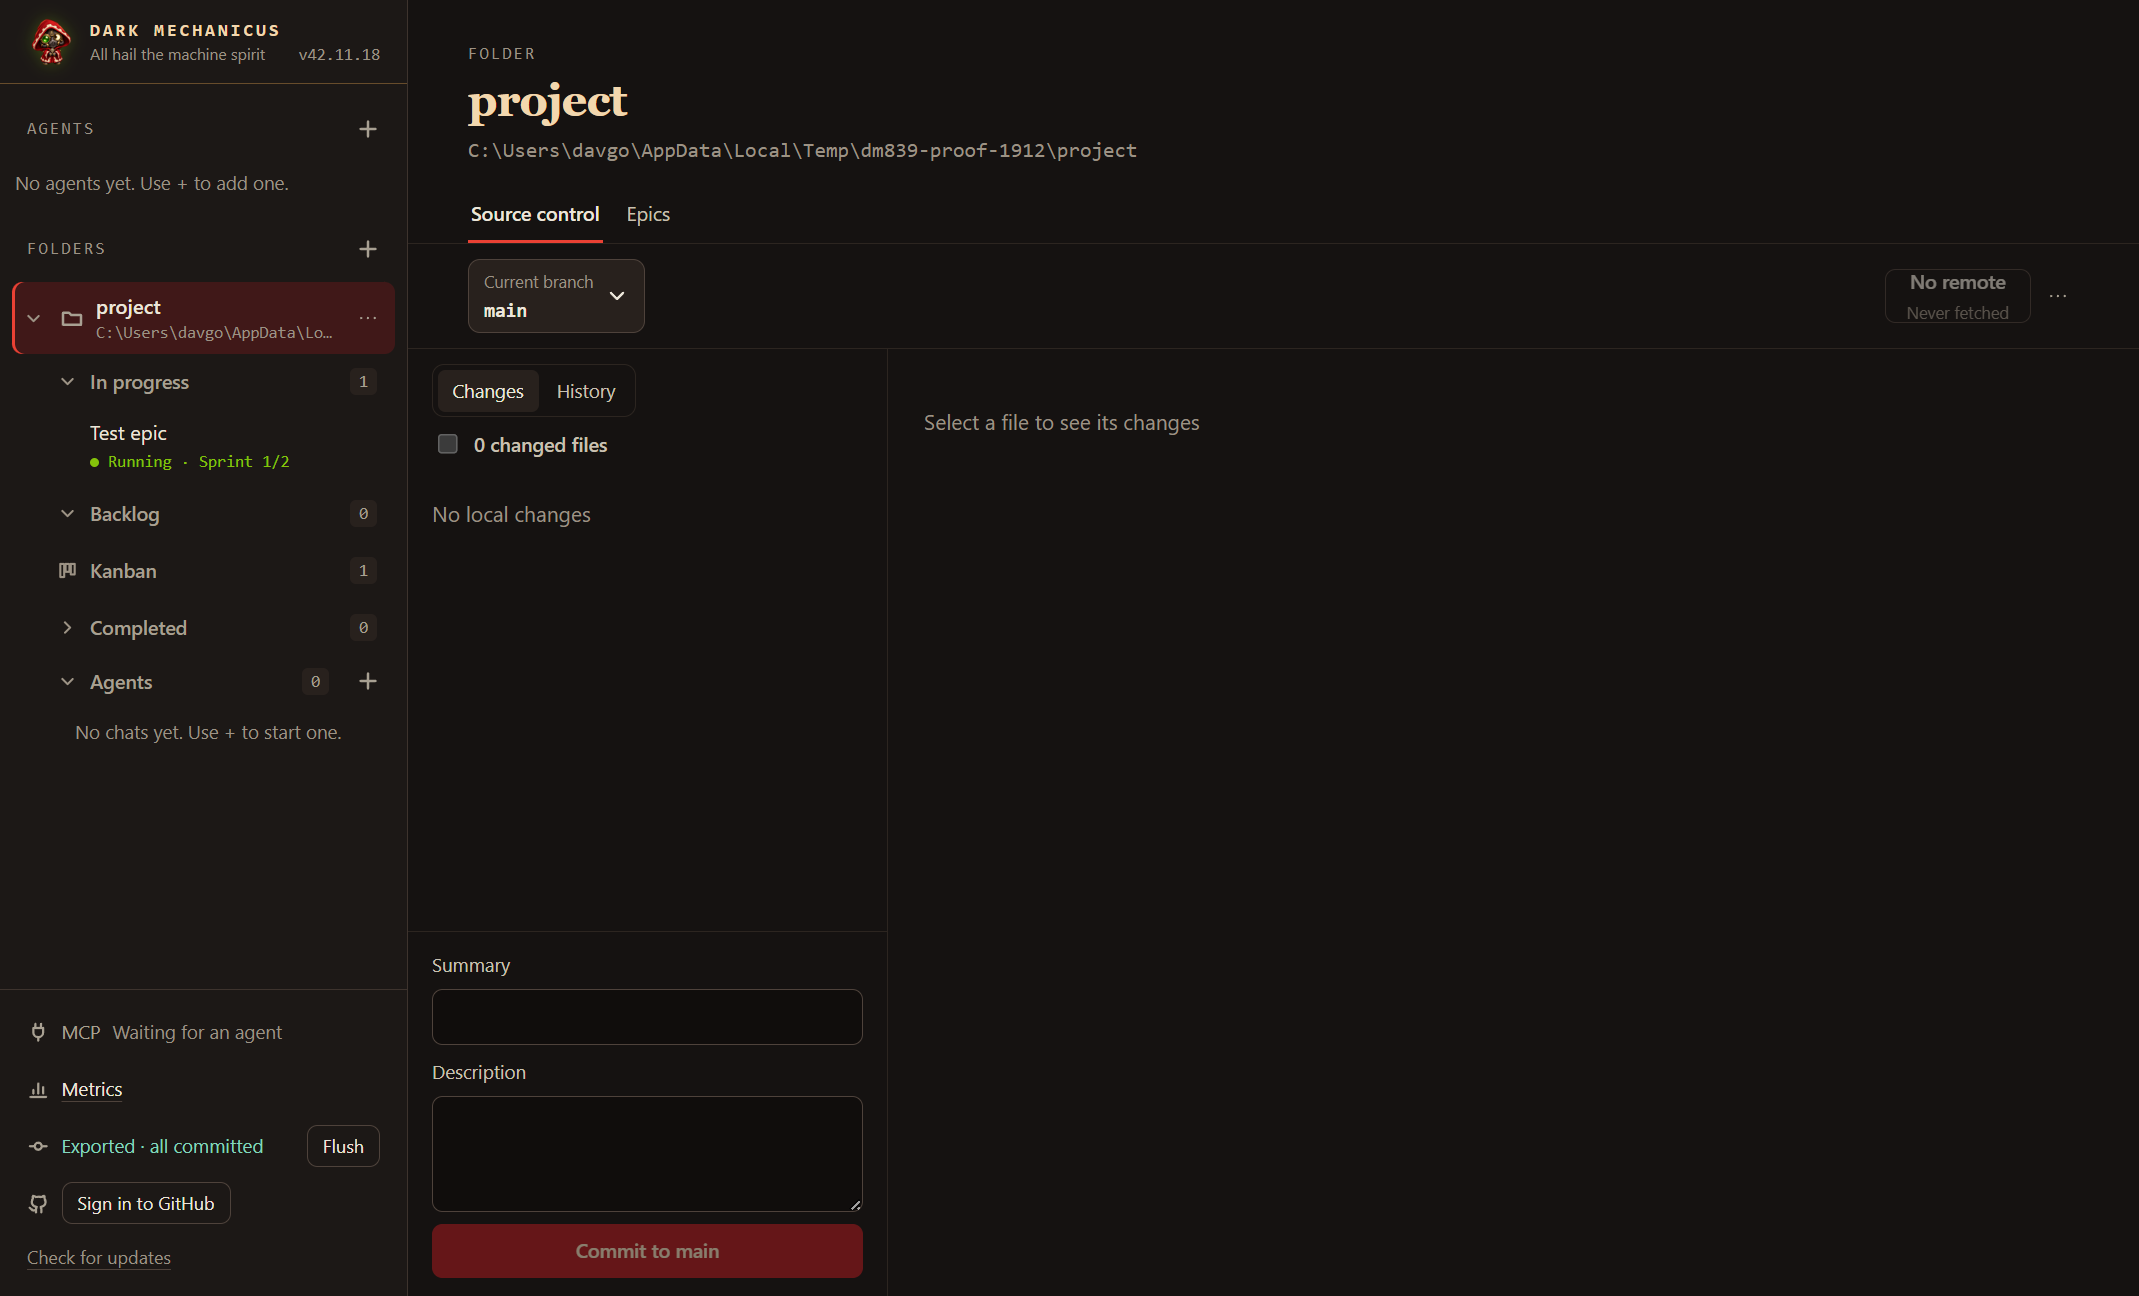 DARK MECHANICUS
All hail the machine spirit v42.11.18
AGENTS
No agents yet. Use + to add one.
FOLDERS
project
C:\Users\davgo\AppData\Lo…
In progress 1
Test epic
Running · Sprint 1/2
Backlog 0
Kanban 1
Completed 0
Agents 0
No chats yet. Use + to start one.
MCP Waiting for an agent
Metrics
Exported · all committed Flush
Sign in to GitHub
Check for updates
FOLDER
project
C:\Users\davgo\AppData\Local\Temp\dm839-proof-1912\project
Source control Epics
Current branch
main
No remote
Never fetched
Changes History
0 changed files
No local changes
Summary
Description
Commit to main
Select a file to see its changes